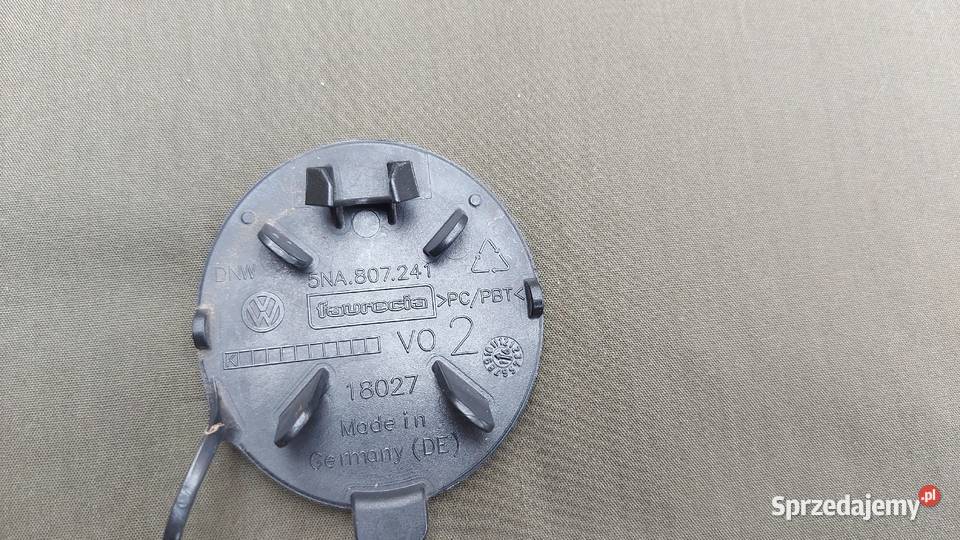 DNW
5NA.807.241
faurecia
>PC/PBT<
K
VO 2
18027
Made in
Germany (DE)
Sprzedajemy.pl